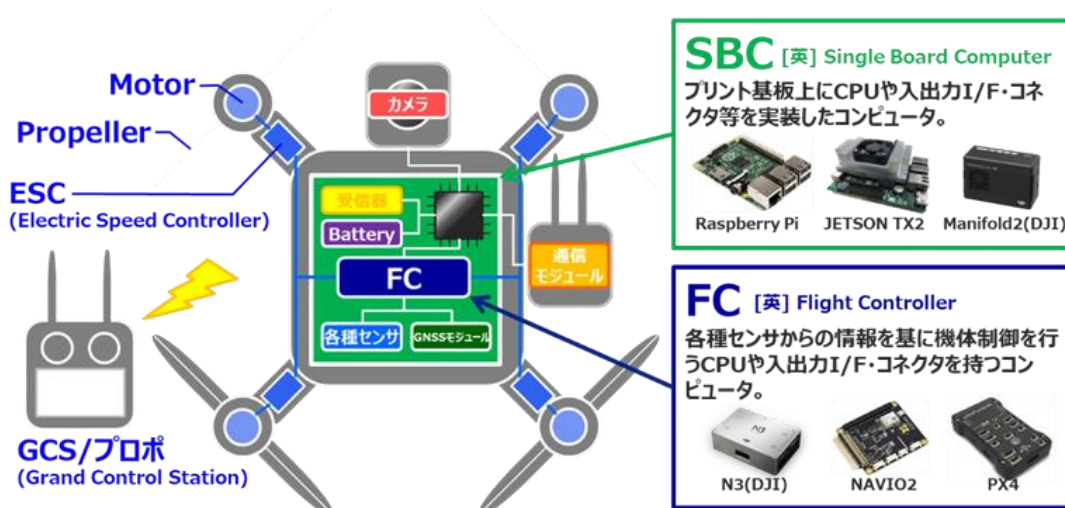 Motor
Propeller
ESC
(Electric Speed Controller)
カメラ
受信器
Battery
FC
各種センサ
GNSSモジュール
通信
モジュール
GCS/プロポ
(Grand Control Station)
SBC [英] Single Board Computer
プリント基板上にCPUや入出力I/F・コネ
クタ等を実装したコンピュータ。
Raspberry Pi
JETSON TX2
Manifold2(DJI)
FC [英] Flight Controller
各種センサからの情報を基に機体制御を行
うCPUや入出力I/F・コネクタを持つコン
ピュータ。
N3
N3(DJI)
NAVIO2
PX4